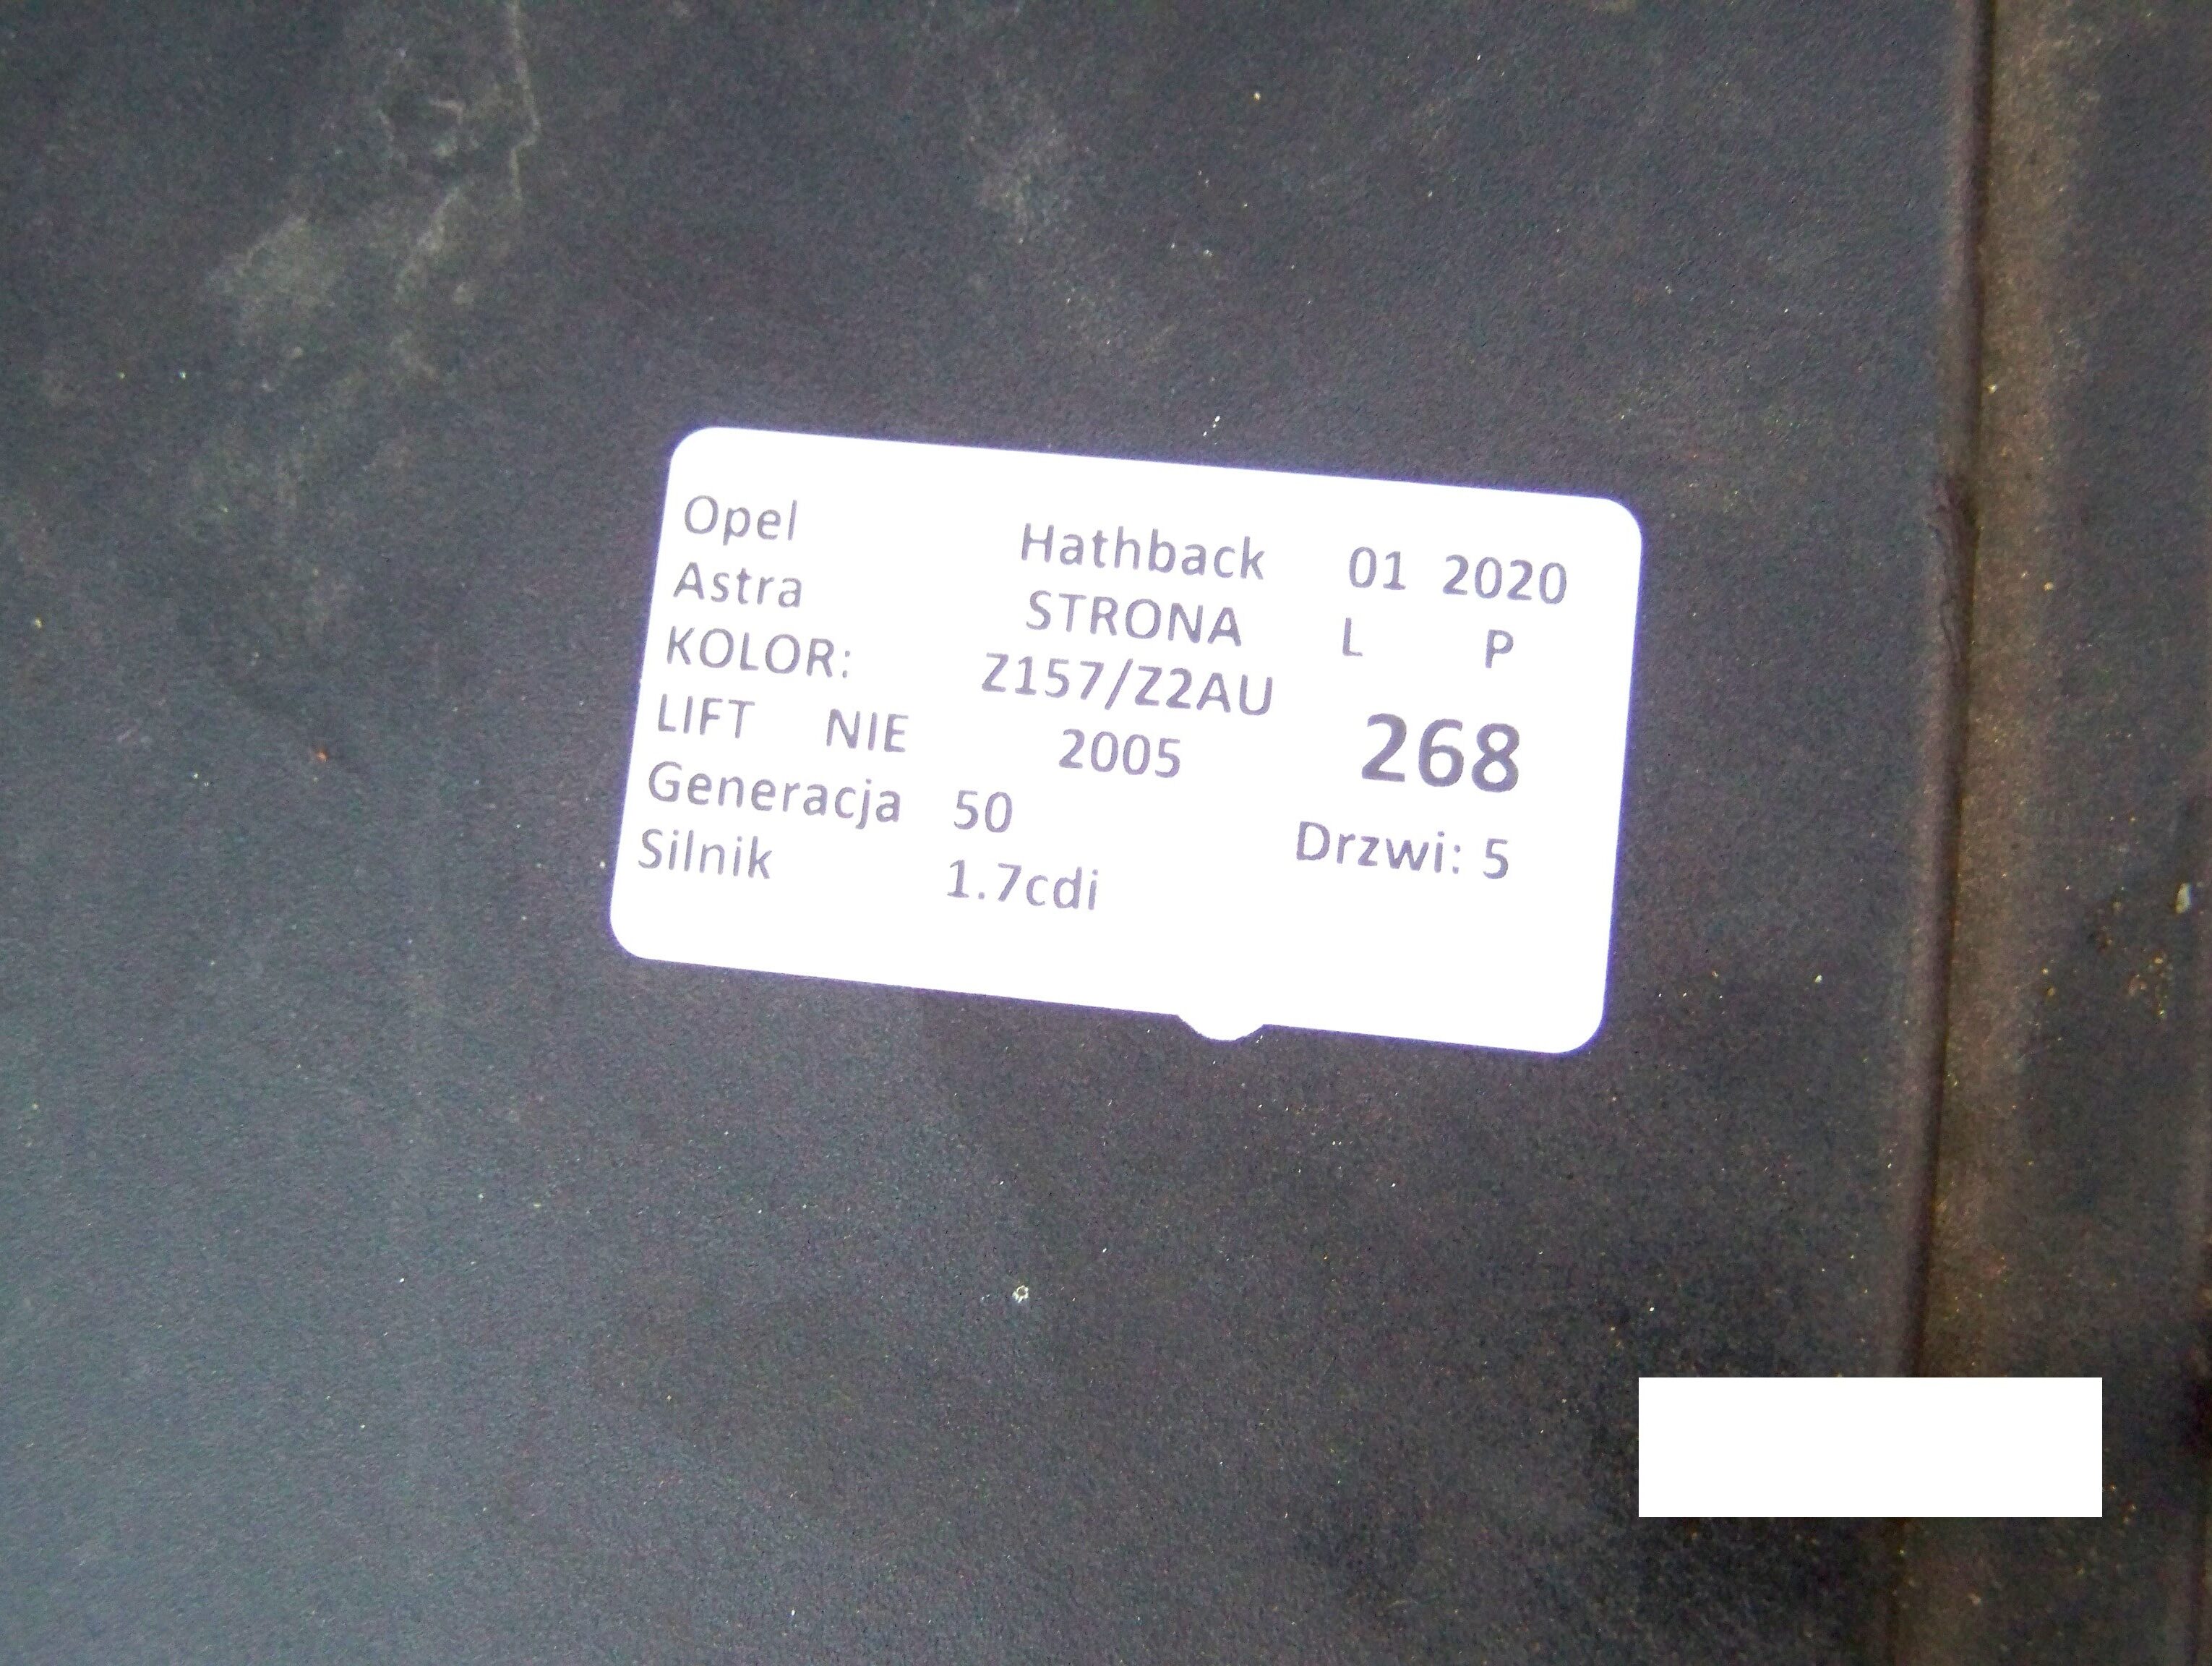 Opel Hathback 01 2020
Astra STRONA L P
KOLOR: Z157/Z2AU
LIFT NIE 2005 268
Generacja 50 Drzwi: 5
Silnik 1.7cdi